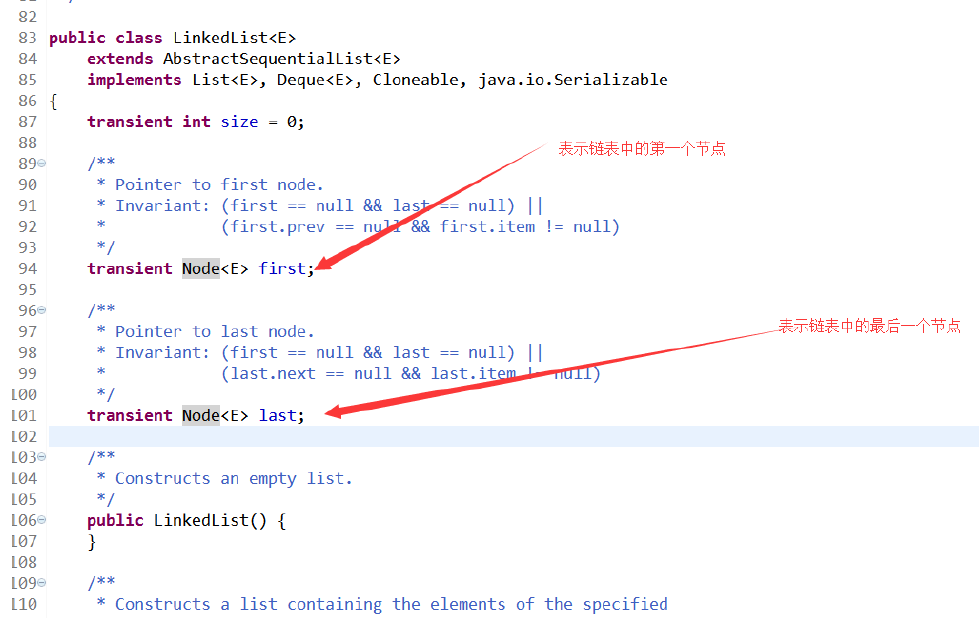 82
83 public class LinkedList<E>
84     extends AbstractSequentialList<E>
85     implements List<E>, Deque<E>, Cloneable, java.io.Serializable
86 {
87     transient int size = 0;
88
表示链表中的第一个节点
89     /**
90      * Pointer to first node.
91      * Invariant: (first == null && last == null) ||
92      *            (first.prev == null && first.item != null)
93      */
94     transient Node<E> first;
95
96     /**
表示链表中的最后一个节点
97      * Pointer to last node.
98      * Invariant: (first == null && last == null) ||
99      *            (last.next == null && last.item != null)
100      */
101     transient Node<E> last;
102
103     /**
104      * Constructs an empty list.
105      */
106     public LinkedList() {
107     }
108
109     /**
110      * Constructs a list containing the elements of the specified